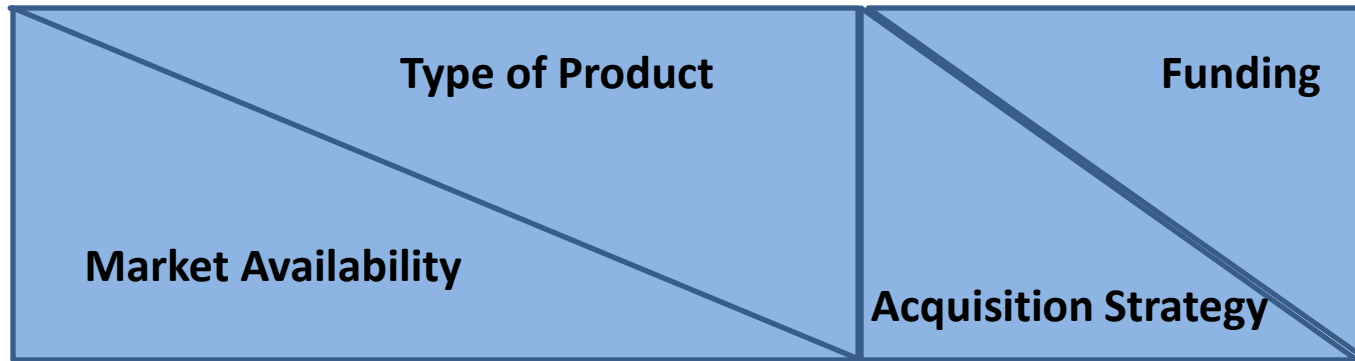 Type of Product
Funding
Market Availability
Acquisition Strategy